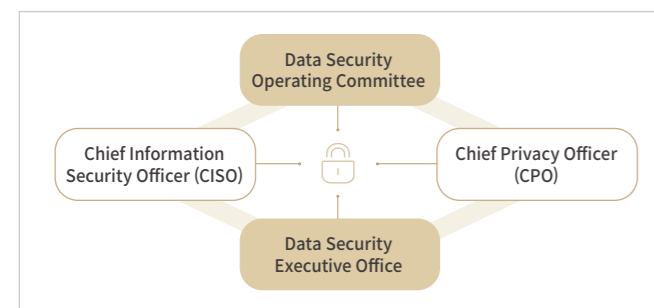 Data Security
Operating Committee
Chief Information
Security Officer (CISO)
Chief Privacy Officer
(CPO)
Data Security
Executive Office